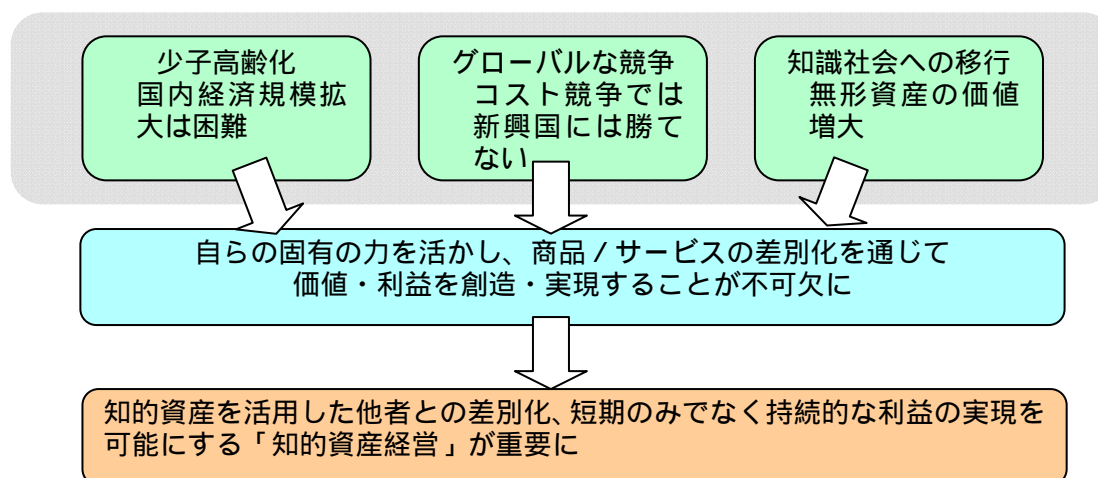 少子高齢化
国内経済規模拡
大は困難
グローバルな競争
コスト競争では
新興国には勝て
ない
知識社会への移行
無形資産の価値
増大
自らの固有の力を活かし、商品／サービスの差別化を通じて
価値・利益を創造・実現することが不可欠に
知的資産を活用した他者との差別化、短期のみでなく持続的な利益の実現を
可能にする「知的資産経営」が重要に